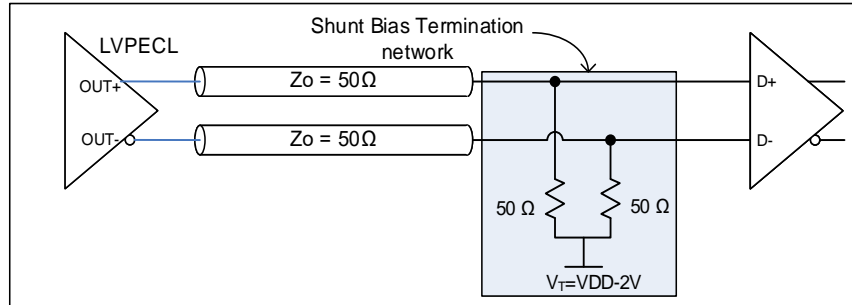 Shunt Bias Termination
network
LVPECL
OUT+
Zo = 50Ω
D+
OUT-
Zo = 50Ω
D-
50 Ω
50 Ω
VT=VDD-2V